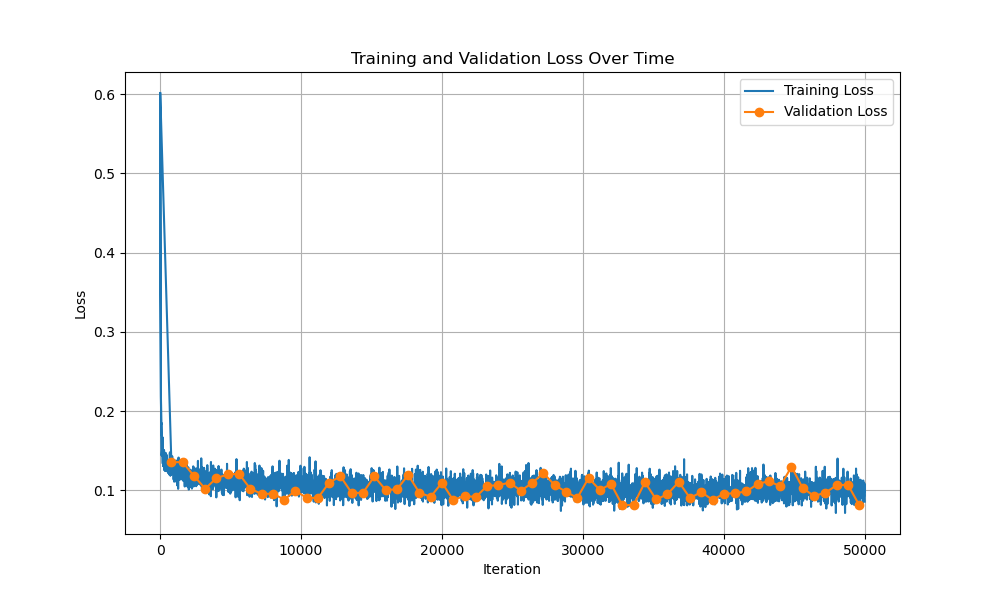 Training and Validation Loss Over Time
Training Loss
Validation Loss
0.6
0.5
0.4
0.3
0.2
0.1
Loss
0 10000 20000 30000 40000 50000
Iteration